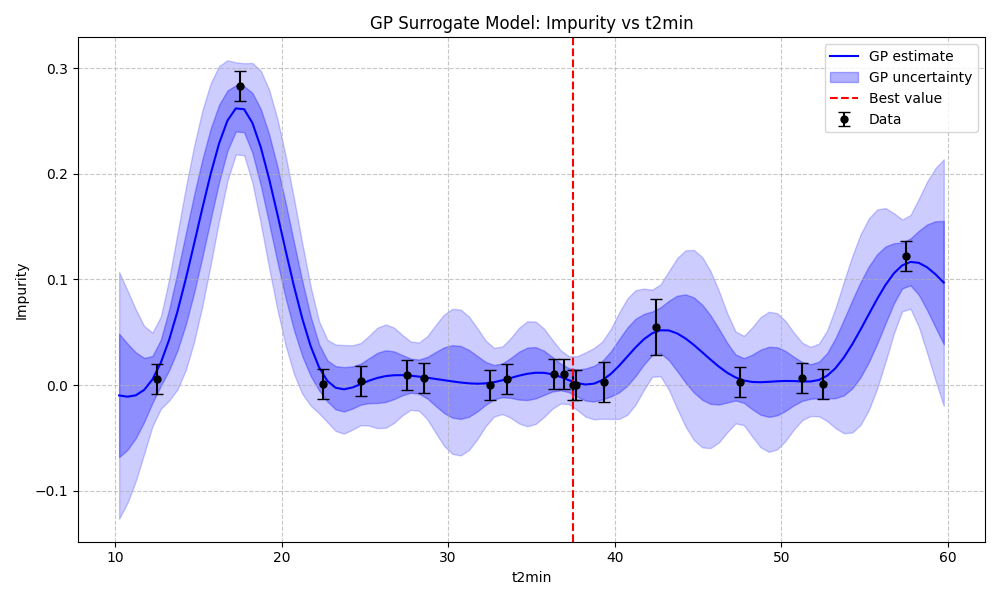 GP Surrogate Model: Impurity vs t2min
GP estimate
GP uncertainty
Best value
Data
Impurity
0.3
0.2
0.1
0.0
−0.1
10
20
30
40
50
60
t2min